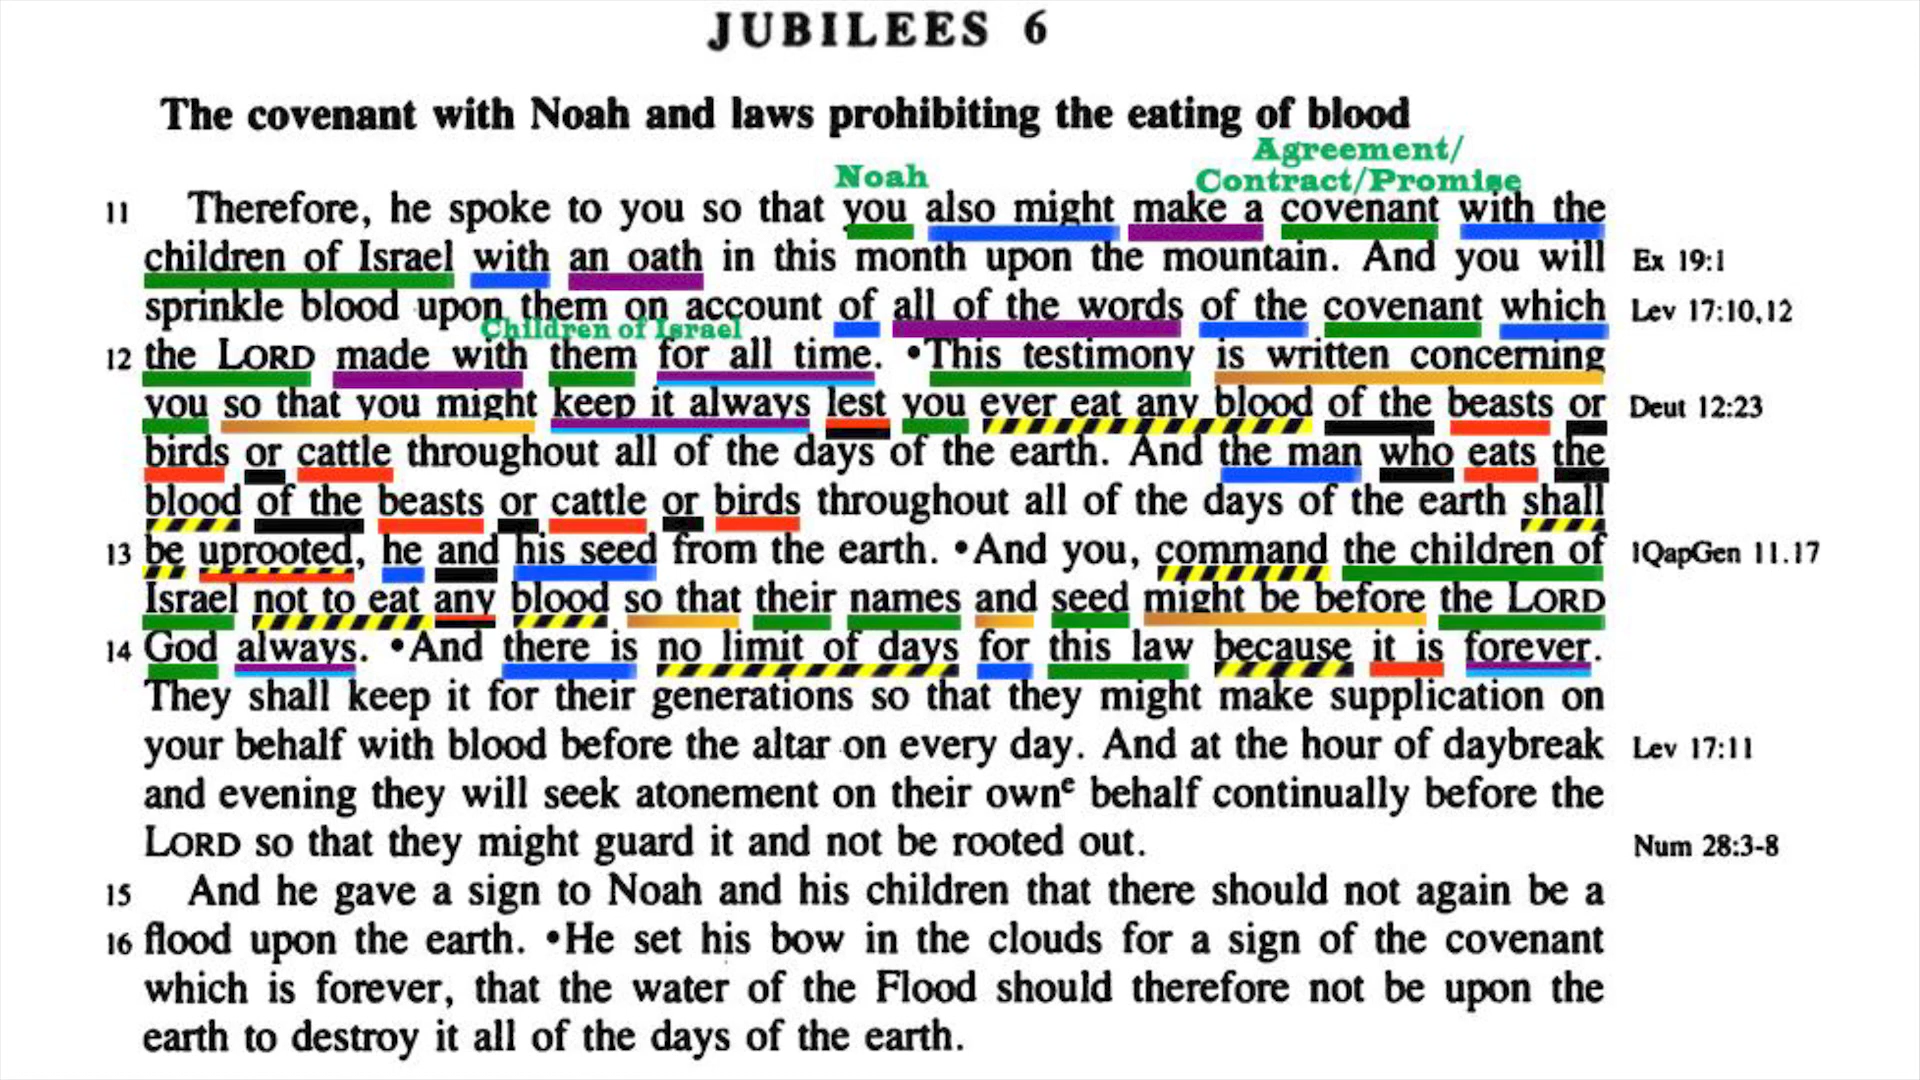 JUBILEES 6
The covenant with Noah and laws prohibiting the eating of blood
Agreement/
Noah Contract/Promise
11 Therefore, he spoke to you so that you also might make a covenant with the
children of Israel with an oath in this month upon the mountain. And you will Ex 19:1
sprinkle blood upon them on account of all of the words of the covenant which Lev 17:10,12
Children of Israel
12 the LORD made with them for all time. •This testimony is written concerning
you so that you might keep it always lest you ever eat any blood of the beasts or Deut 12:23
birds or cattle throughout all of the days of the earth. And the man who eats the
blood of the beasts or cattle or birds throughout all of the days of the earth shall
13 be uprooted, he and his seed from the earth. •And you, command the children of 1QapGen 11.17
Israel not to eat any blood so that their names and seed might be before the LORD
14 God always. •And there is no limit of days for this law because it is forever.
They shall keep it for their generations so that they might make supplication on
your behalf with blood before the altar on every day. And at the hour of daybreak Lev 17:11
and evening they will seek atonement on their ownᵉ behalf continually before the
LORD so that they might guard it and not be rooted out. Num 28:3-8
15 And he gave a sign to Noah and his children that there should not again be a
16 flood upon the earth. •He set his bow in the clouds for a sign of the covenant
which is forever, that the water of the Flood should therefore not be upon the
earth to destroy it all of the days of the earth.